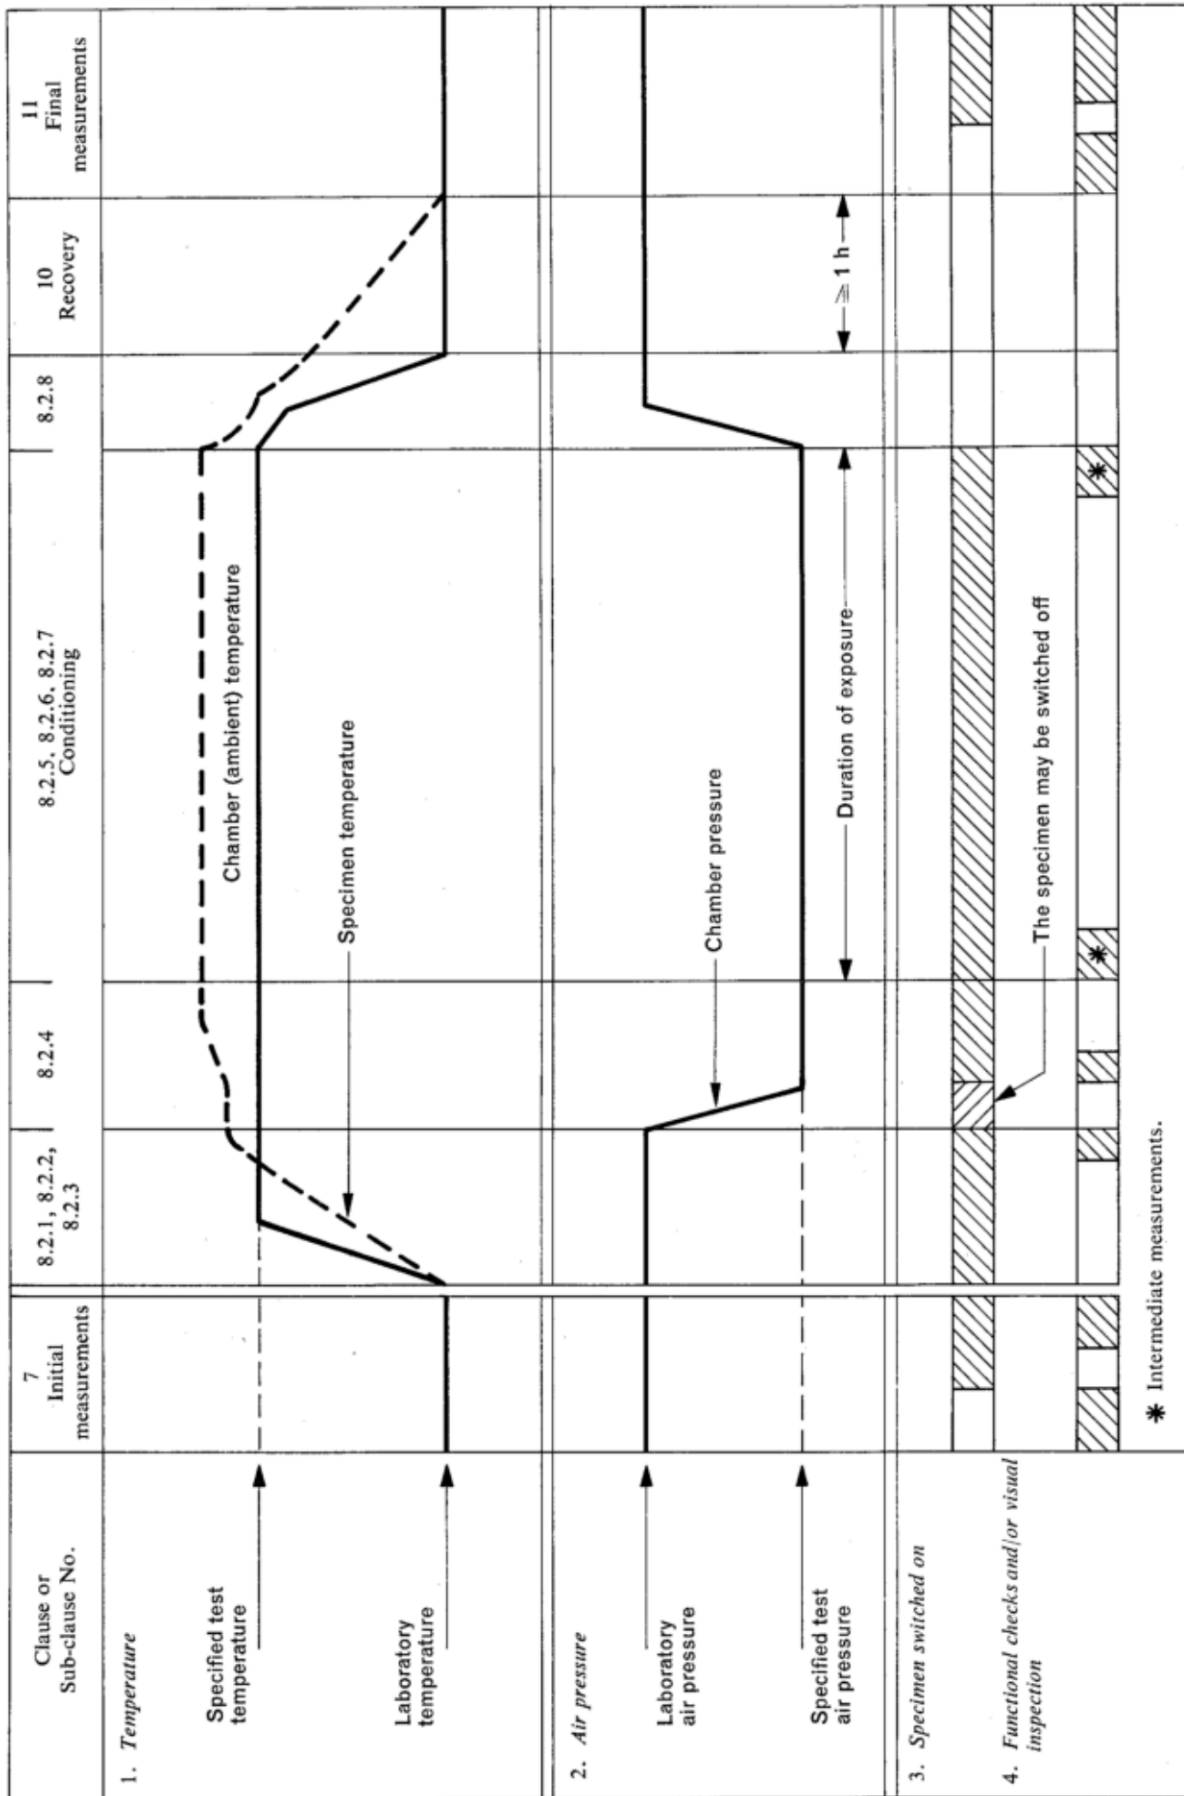 Clause or
Sub-clause No.
7
Initial
measurements
8.2.1, 8.2.2,
8.2.3
8.2.4
8.2.5, 8.2.6, 8.2.7
Conditioning
8.2.8
10
Recovery
11
Final
measurements
1. Temperature
Specified test
temperature
Laboratory
temperature
Chamber (ambient) temperature
Specimen temperature
2. Air pressure
Laboratory
air pressure
Specified test
air pressure
Chamber pressure
Duration of exposure
≥ 1 h
3. Specimen switched on
The specimen may be switched off
4. Functional checks and/or visual
inspection
* *
* Intermediate measurements.